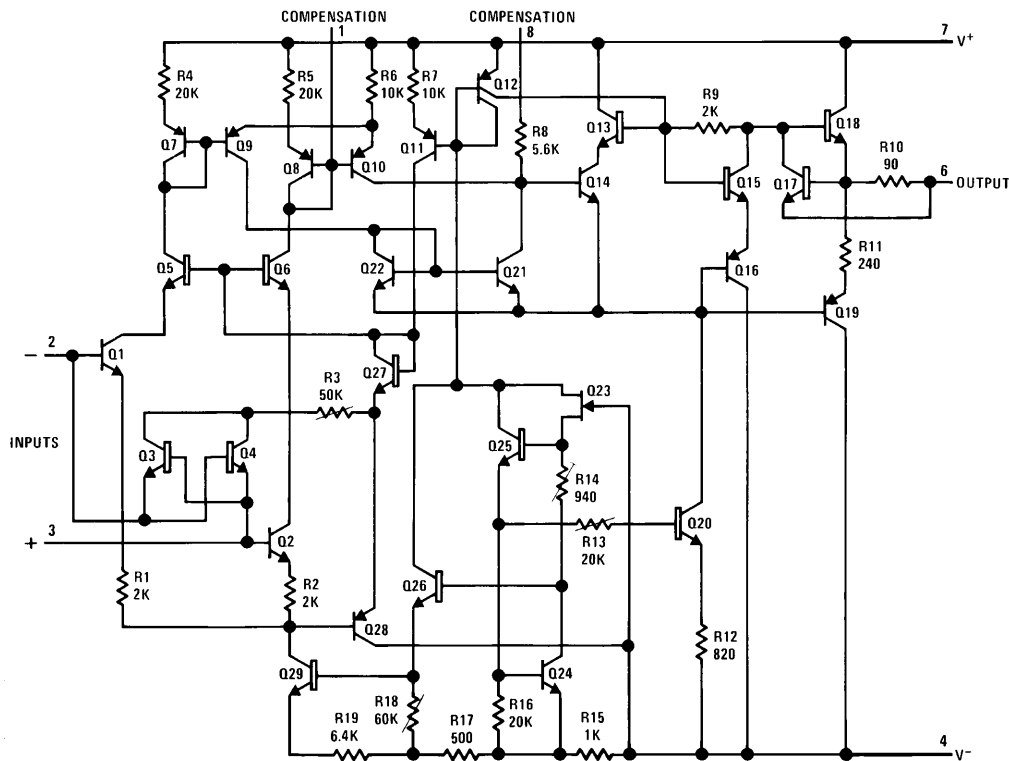 COMPENSATION COMPENSATION
1 8
7 V+
R4 20K
R5 20K
R6 10K
R7 10K
Q12
R8 5.6K
R9 2K
Q13
Q18
Q7
Q9
Q8
Q10
Q11
Q14
Q15
Q17
R10 90
6 OUTPUT
Q5
Q6
Q22
Q21
Q16
R11 240
Q19
2
−
Q1
R3 50K
Q27
Q23
INPUTS
Q3
Q4
Q25
R14 940
3
+
Q2
R13 20K
Q20
R1 2K
R2 2K
Q26
Q28
R12 820
Q29
R18 60K
Q24
R16 20K
R19 6.4K
R17 500
R15 1K
4 V−